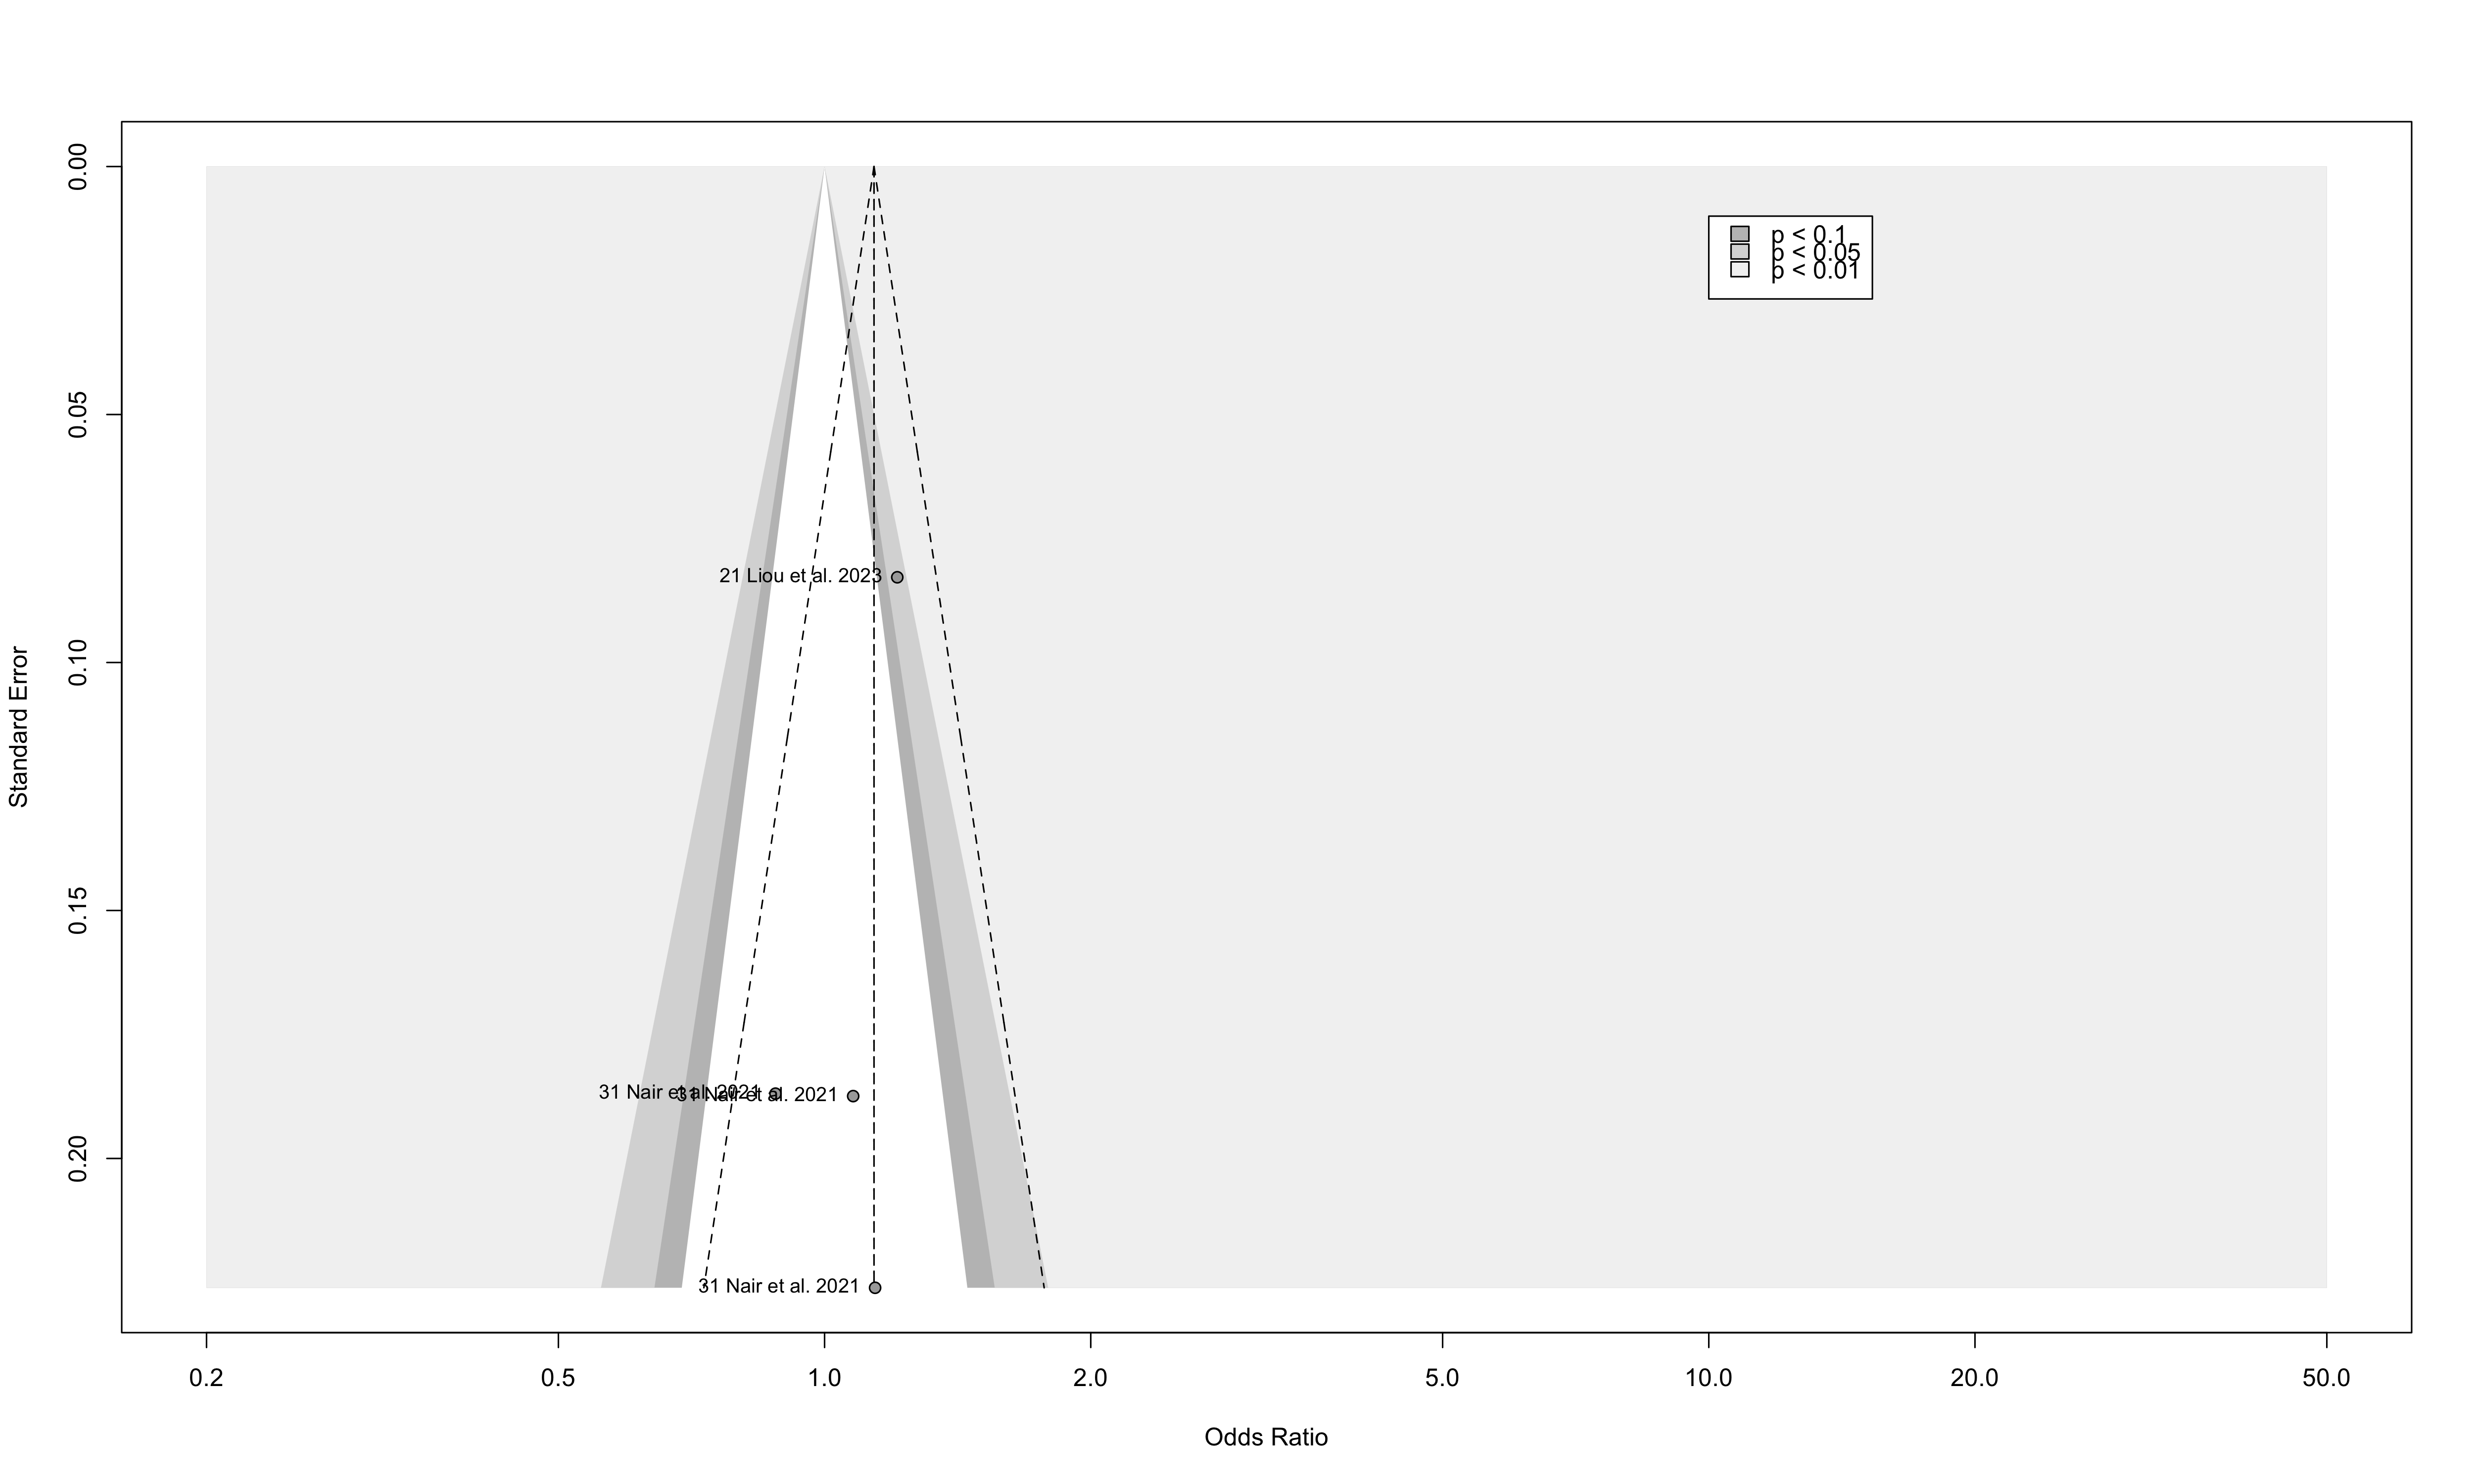 0.00
p < 0.1
p < 0.05
p < 0.01
0.05
21 Liou et al. 2023
0.10
Standard Error
0.15
31 Nair et al. 2021
31 Nair et al. 2021
0.20
31 Nair et al. 2021
0.2 0.5 1.0 2.0 5.0 10.0 20.0 50.0
Odds Ratio